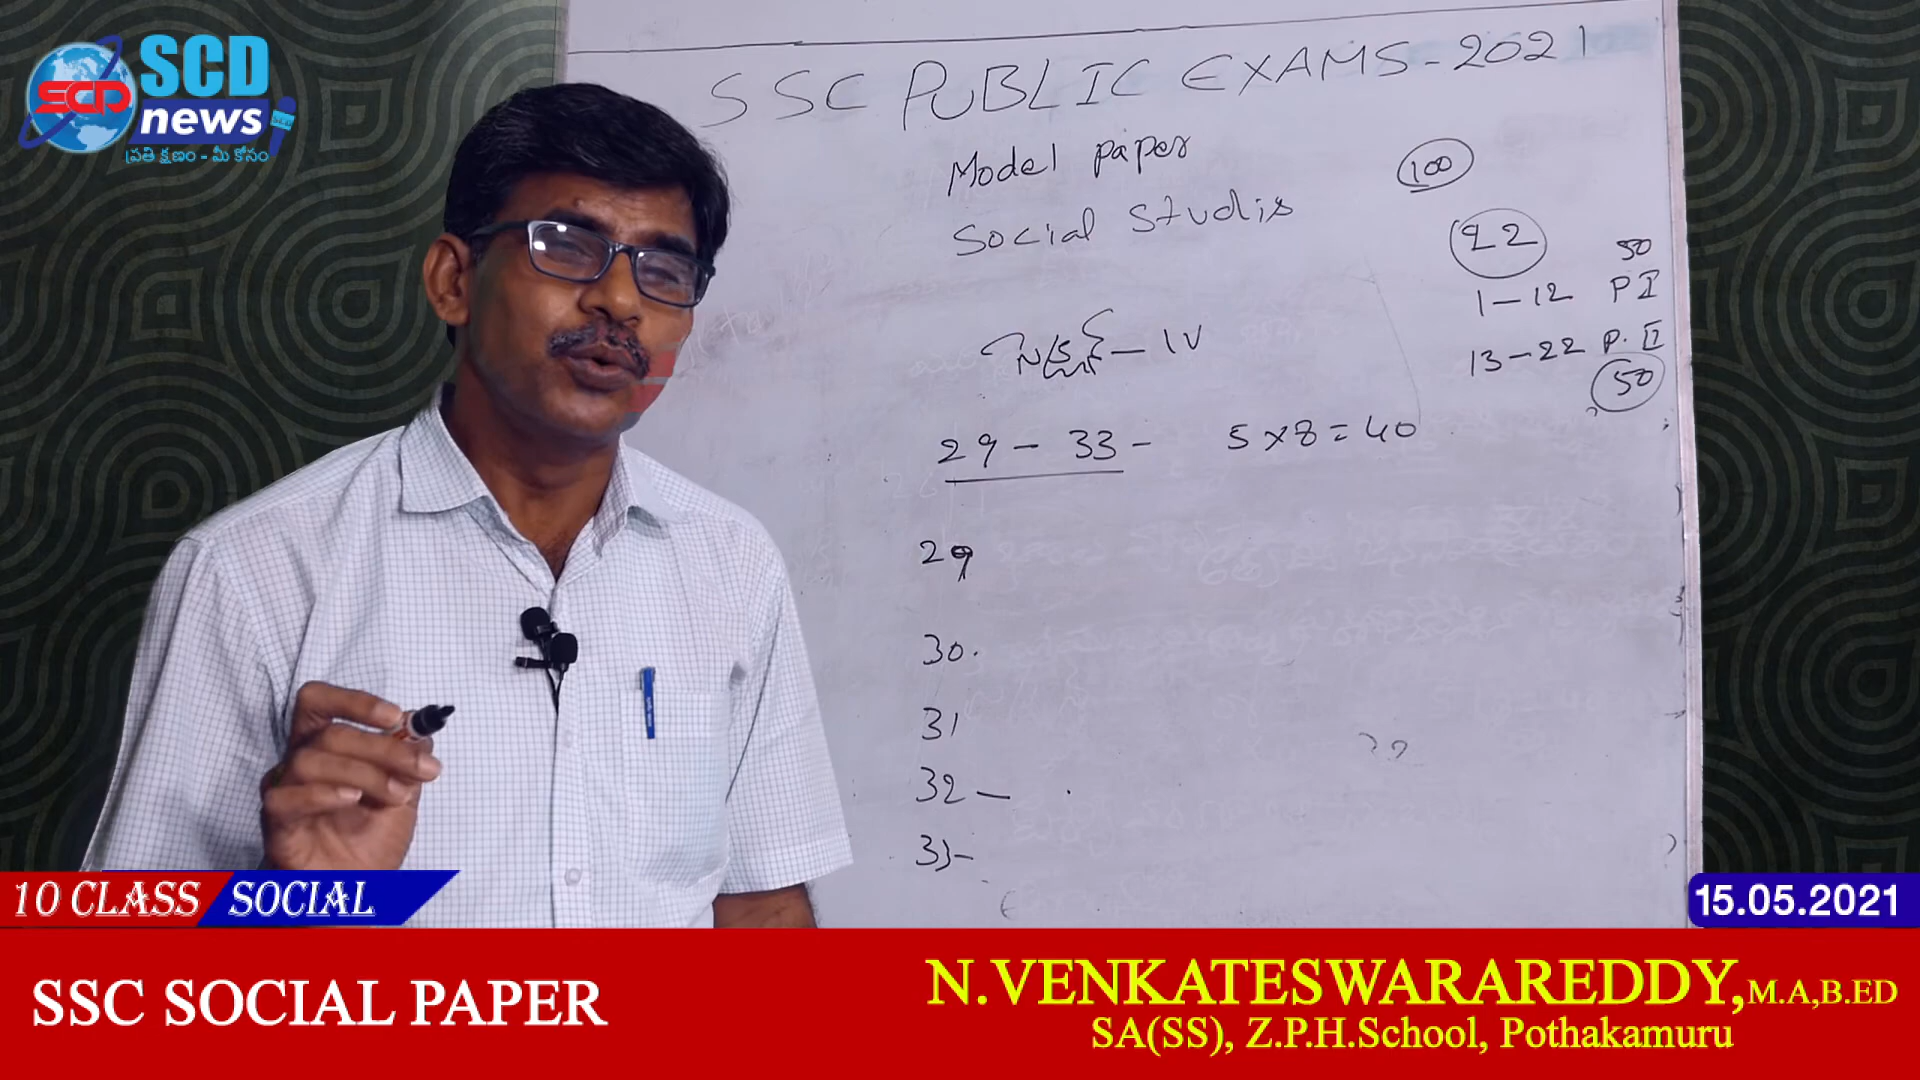 SCD
SCD
news
ప్రతి క్షణం - మీ కోసం
SSC PUBLIC EXAMS - 2021
Model paper
Social Studis
100
22
50
1 - 12 P I
13 - 22 P. II
50
సెక్షన్ - IV
29 - 33 - 5 x 8 = 40
29
30.
31
32 -
33 -
10 CLASS SOCIAL
15.05.2021
SSC SOCIAL PAPER
N.VENKATESWARAREDDY, M.A,B.ED
SA(SS), Z.P.H.School, Pothakamuru